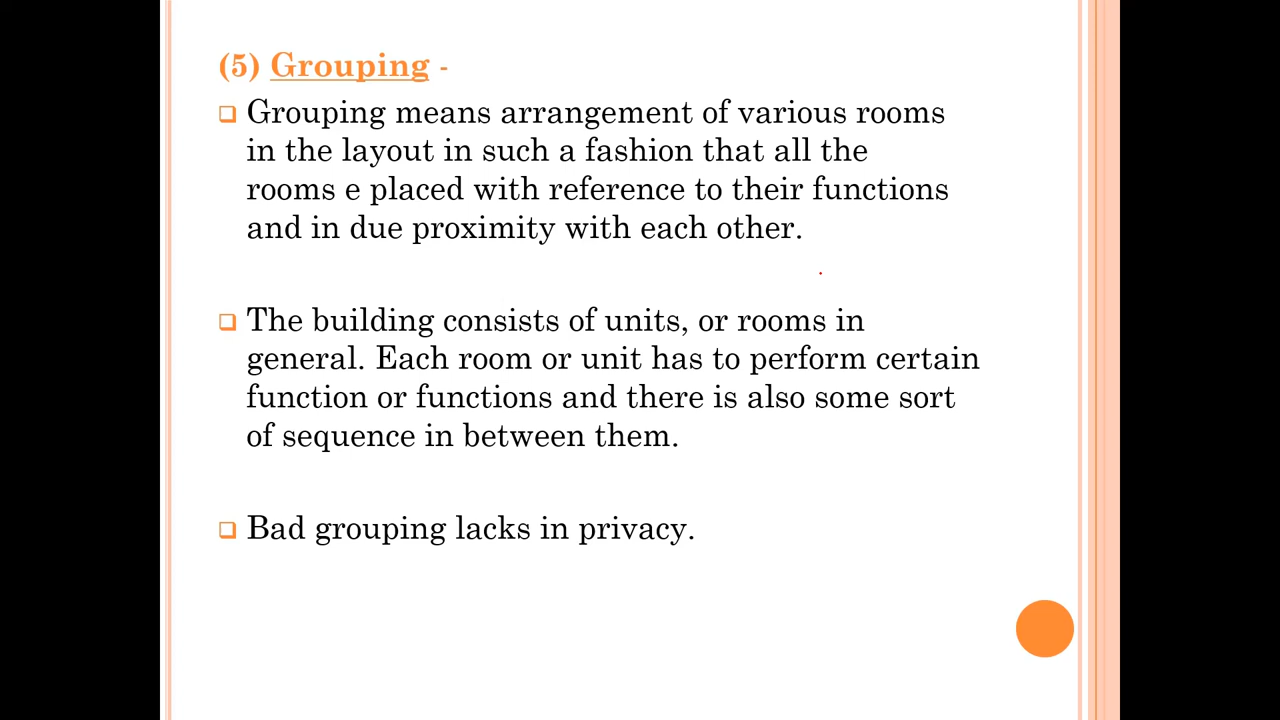 (5) Grouping -
Grouping means arrangement of various rooms
in the layout in such a fashion that all the
rooms e placed with reference to their functions
and in due proximity with each other.
The building consists of units, or rooms in
general. Each room or unit has to perform certain
function or functions and there is also some sort
of sequence in between them.
Bad grouping lacks in privacy.